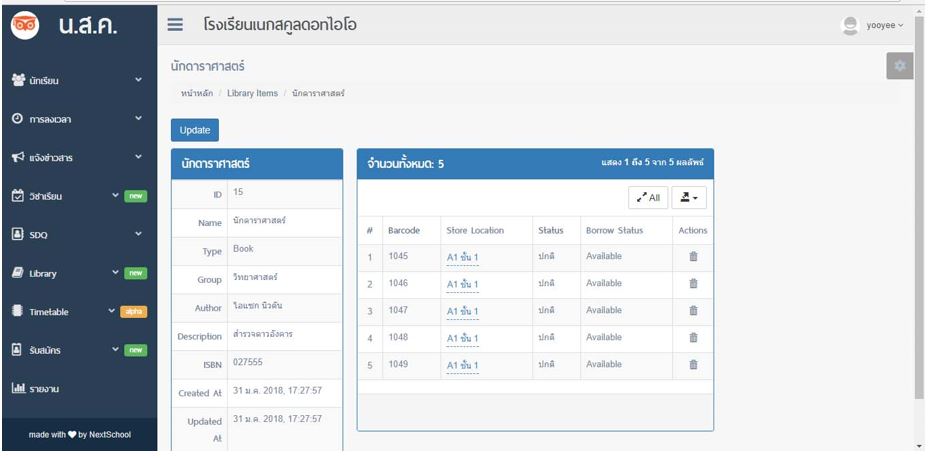 น.ส.ค.
โรงเรียนเนกสคูลดอทไอโอ
yooyee
นักเรียน
การลงเวลา
แจ้งข่าวสาร
วิชาเรียน new
SDQ
Library new
Timetable alpha
รับสมัคร new
รายงาน
made with by NextSchool
นักดาราศาสตร์
หน้าหลัก / Library Items / นักดาราศาสตร์
Update
นักดาราศาสตร์
ID 15
Name นักดาราศาสตร์
Type Book
Group วิทยาศาสตร์
Author ไอแซก นิวตัน
Description สำรวจดาวอังคาร
ISBN 027555
Created At 31 ม.ค. 2018, 17:27:57
Updated 31 ม.ค. 2018, 17:27:57
At
จำนวนทั้งหมด: 5 แสดง 1 ถึง 5 จาก 5 ผลลัพธ์
All
# Barcode Store Location Status Borrow Status Actions
1 1045 A1 ชั้น 1 ปกติ Available
2 1046 A1 ชั้น 1 ปกติ Available
3 1047 A1 ชั้น 1 ปกติ Available
4 1048 A1 ชั้น 1 ปกติ Available
5 1049 A1 ชั้น 1 ปกติ Available